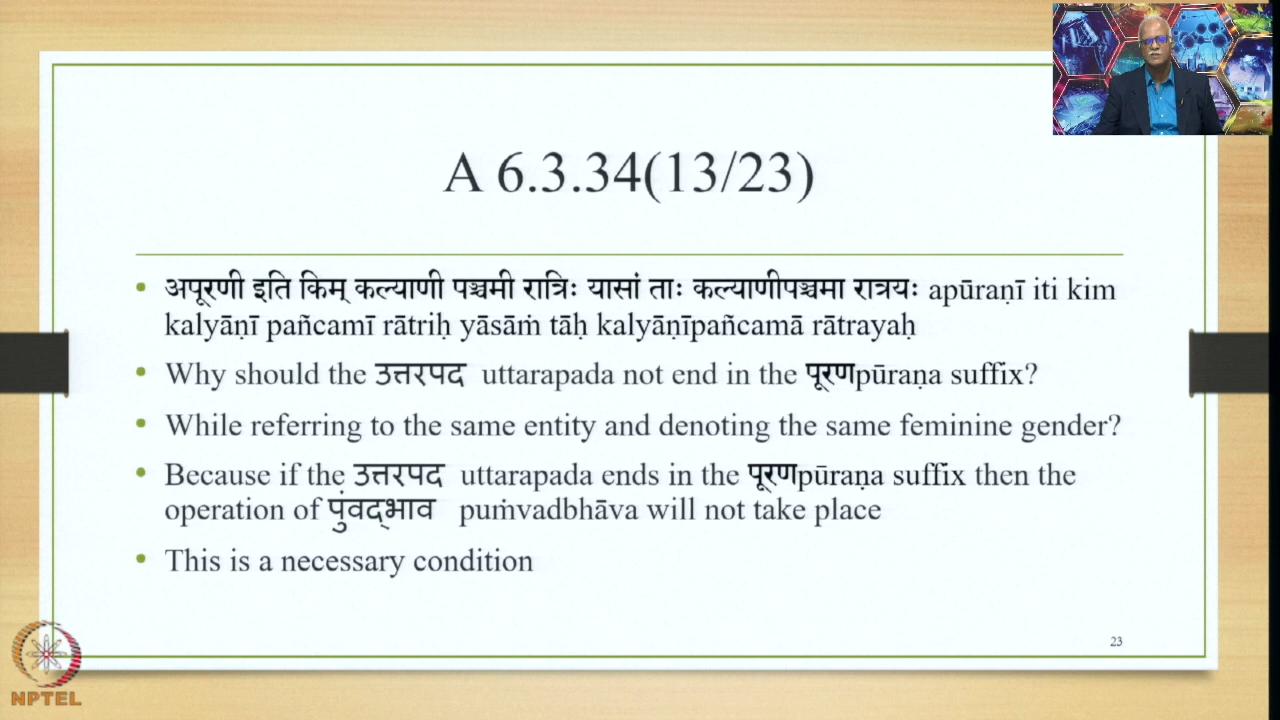 A 6.3.34(13/23)
• अपूरणी इति किम् कल्याणी पञ्चमी रात्रिः यासां ताः कल्याणीपञ्चमा रात्रयः apūraṇī iti kim
kalyāṇī pañcamī rātriḥ yāsāṁ tāḥ kalyāṇīpañcamā rātrayaḥ
• Why should the उत्तरपद uttarapada not end in the पूरणpūraṇa suffix?
• While referring to the same entity and denoting the same feminine gender?
• Because if the उत्तरपद uttarapada ends in the पूरणpūraṇa suffix then the
operation of पुंवद्भाव puṁvadbhāva will not take place
• This is a necessary condition
23
NPTEL